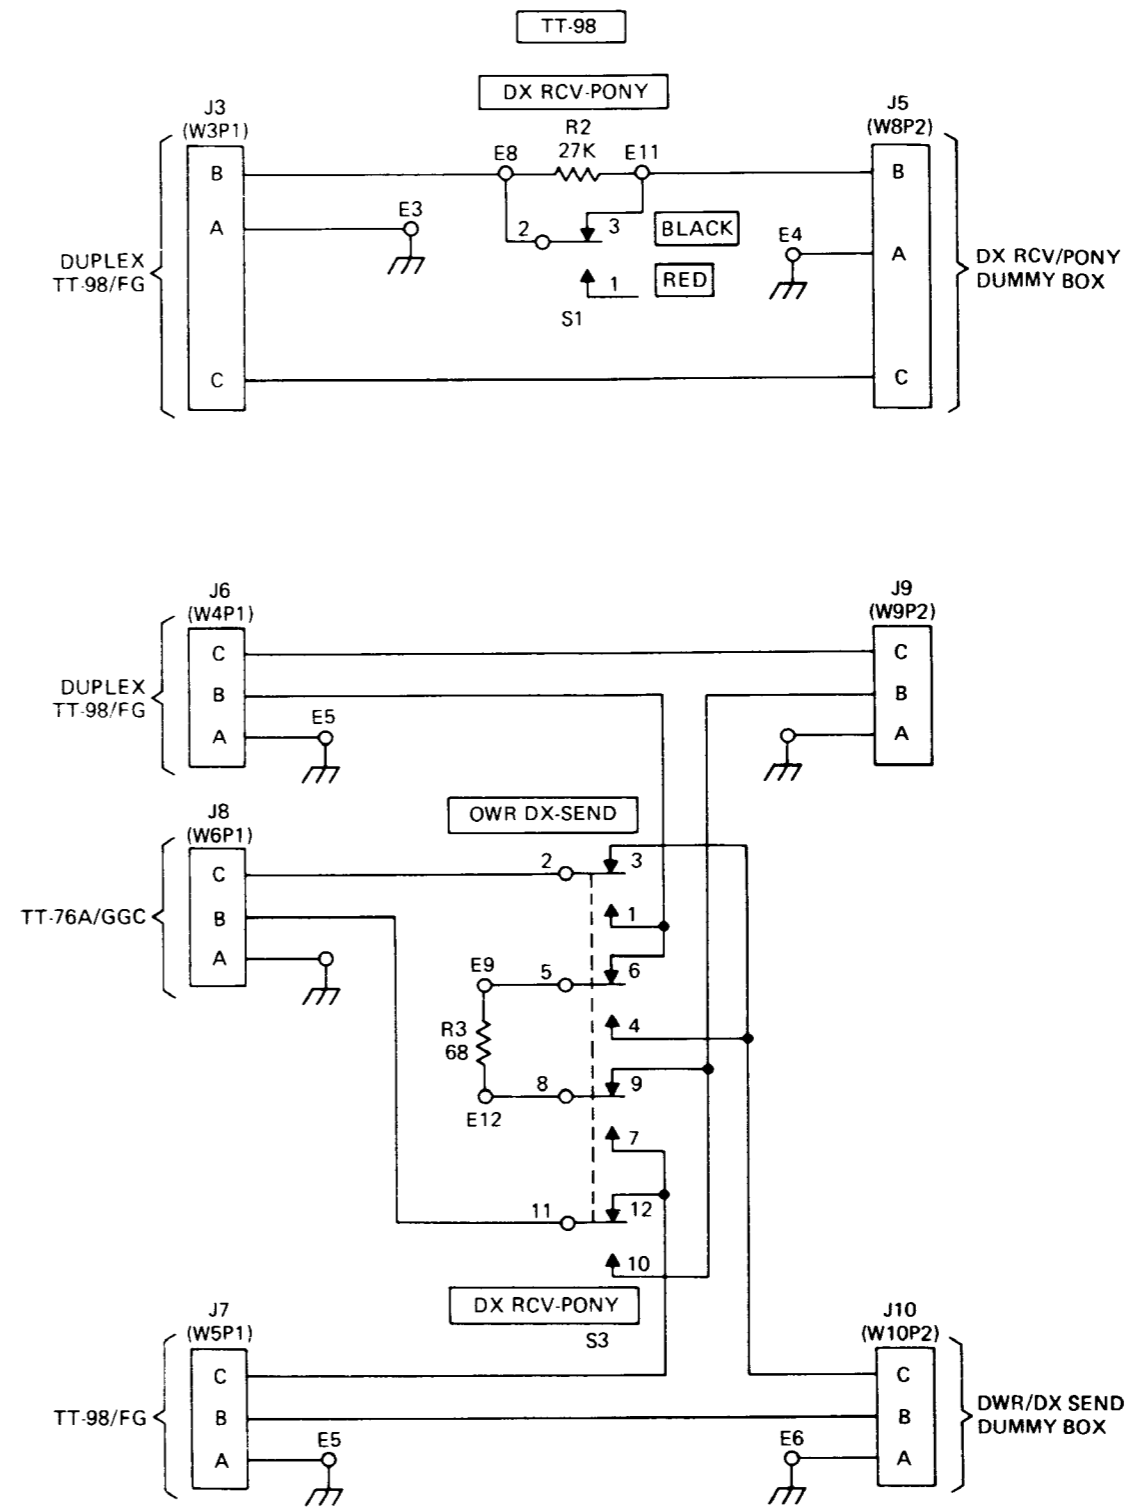 TT-98
DX RCV-PONY
J3
(W3P1)
J5
(W8P2)
R2
27K
E8
E11
B
B
E3
A
2
3
BLACK
E4
A
DUPLEX
TT-98/FG
DX RCV/PONY
DUMMY BOX
1
RED
S1
C
C
J6
(W4P1)
J9
(W9P2)
C
C
DUPLEX
TT-98/FG
B
B
E5
A
A
OWR DX-SEND
J8
(W6P1)
C
2
3
TT-76A/GGC
B
1
A
E9
5
6
R3
68
4
8
9
E12
7
11
12
10
DX RCV-PONY
S3
J7
(W5P1)
J10
(W10P2)
C
C
TT-98/FG
B
B
DWR/DX SEND
DUMMY BOX
E5
A
E6
A